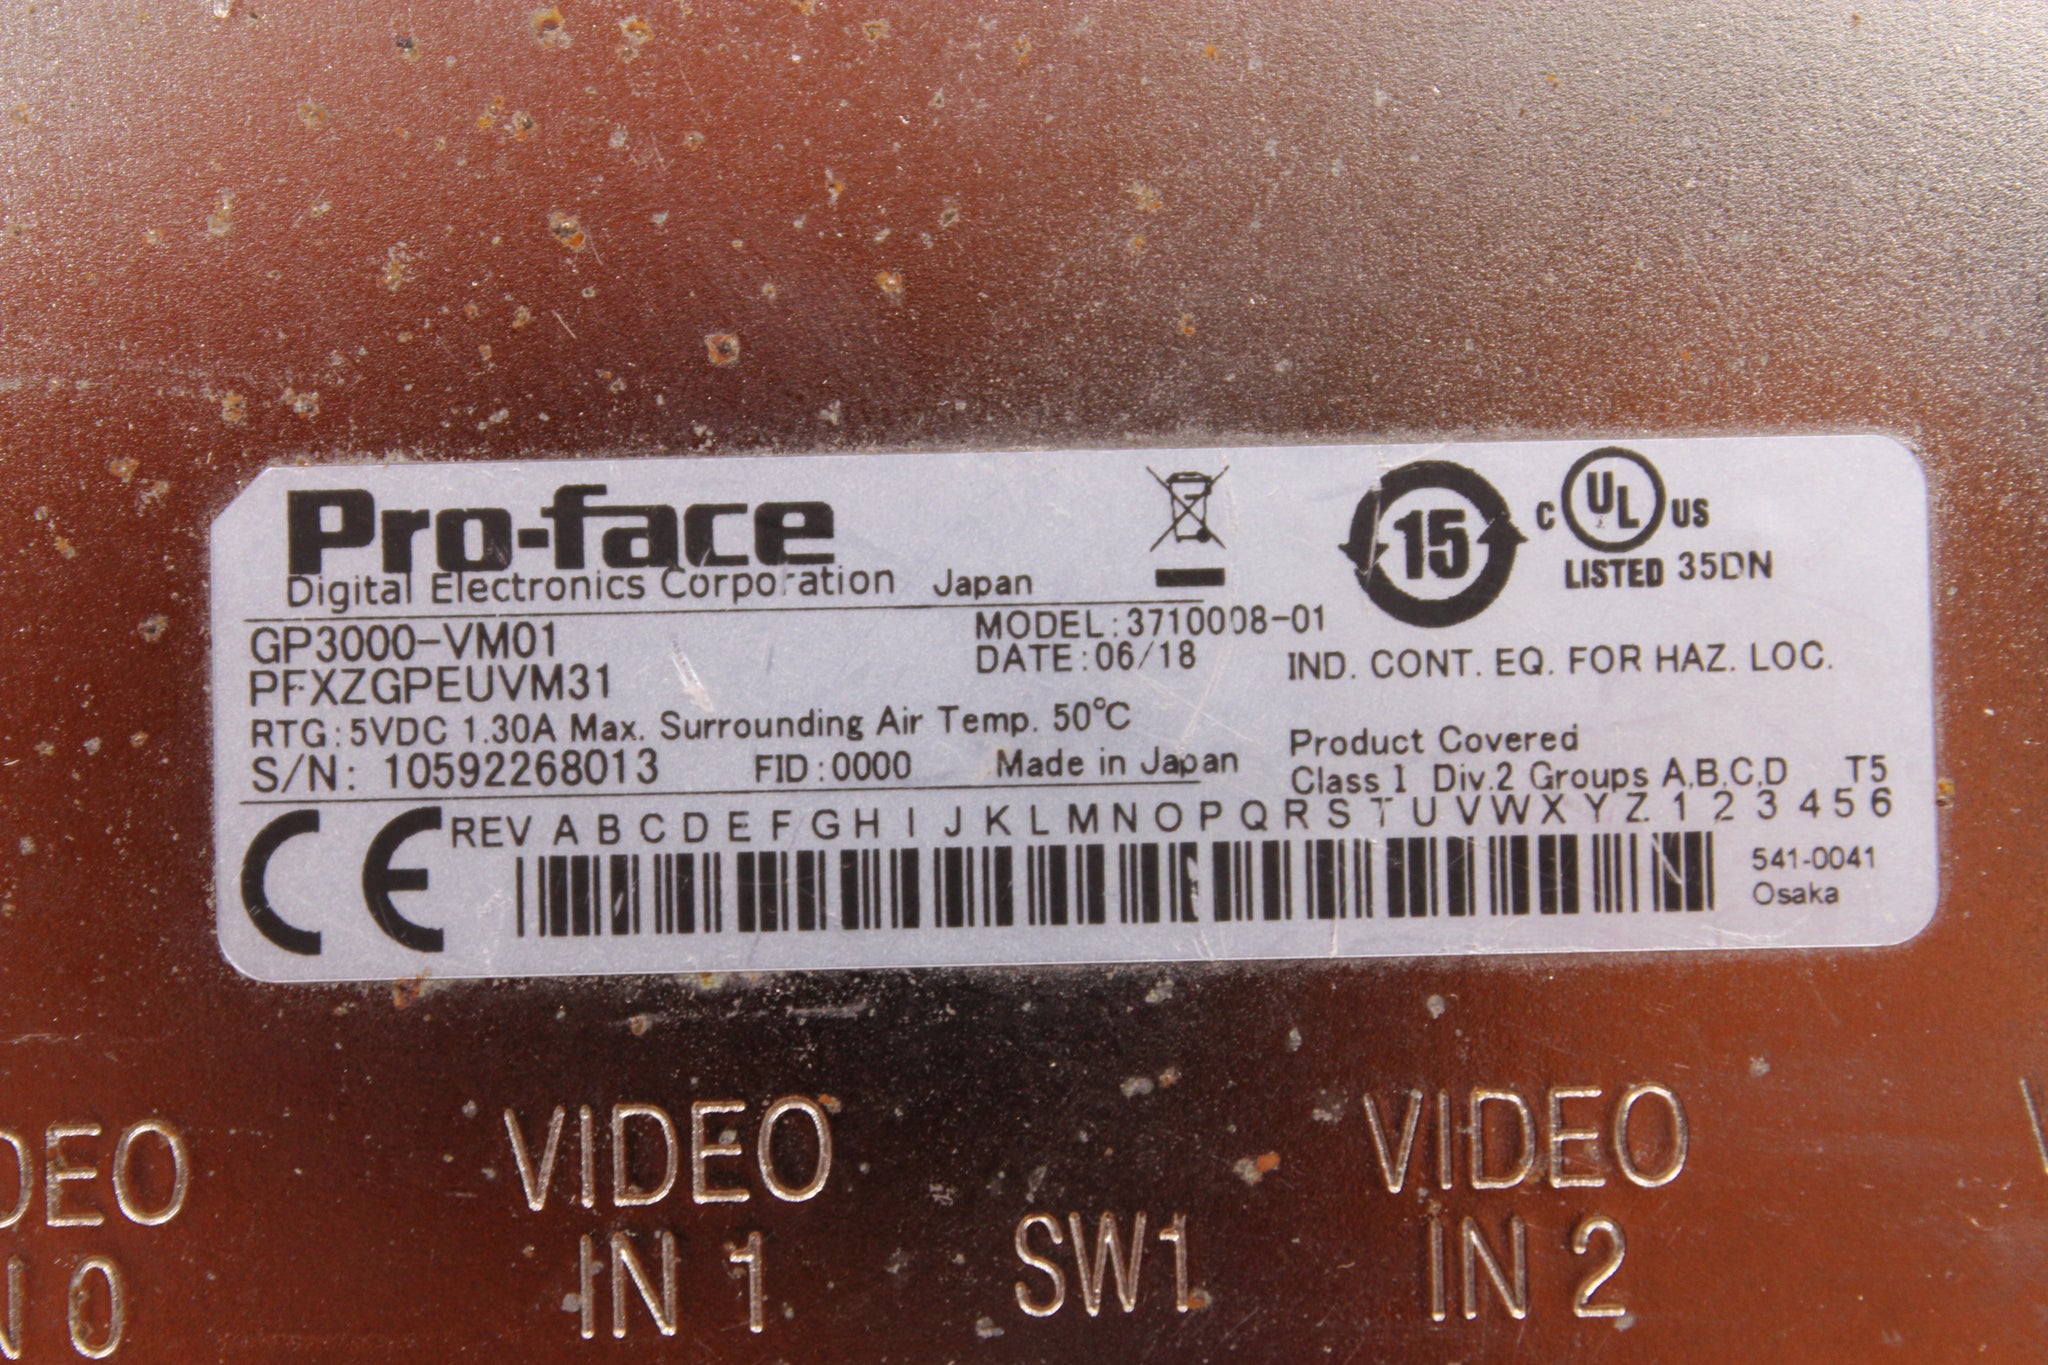 Pro-face
Digital Electronics Corporation Japan
GP3000-VM01
PFXZGPEUVM31
RTG:5VDC 1.30A Max. Surrounding Air Temp. 50℃
S/N: 10592268013 FID:0000 Made in Japan
MODEL:3710008-01
DATE:06/18
15
C UL US
LISTED 35DN
IND. CONT. EQ. FOR HAZ. LOC.
Product Covered
Class I Div.2 Groups A,B,C,D T5
CE
REV A B C D E F G H I J K L M N O P Q R S T U V W X Y Z 1 2 3 4 5 6
541-0041
Osaka
DEO
N 0
VIDEO
IN 1
SW1
VIDEO
IN 2